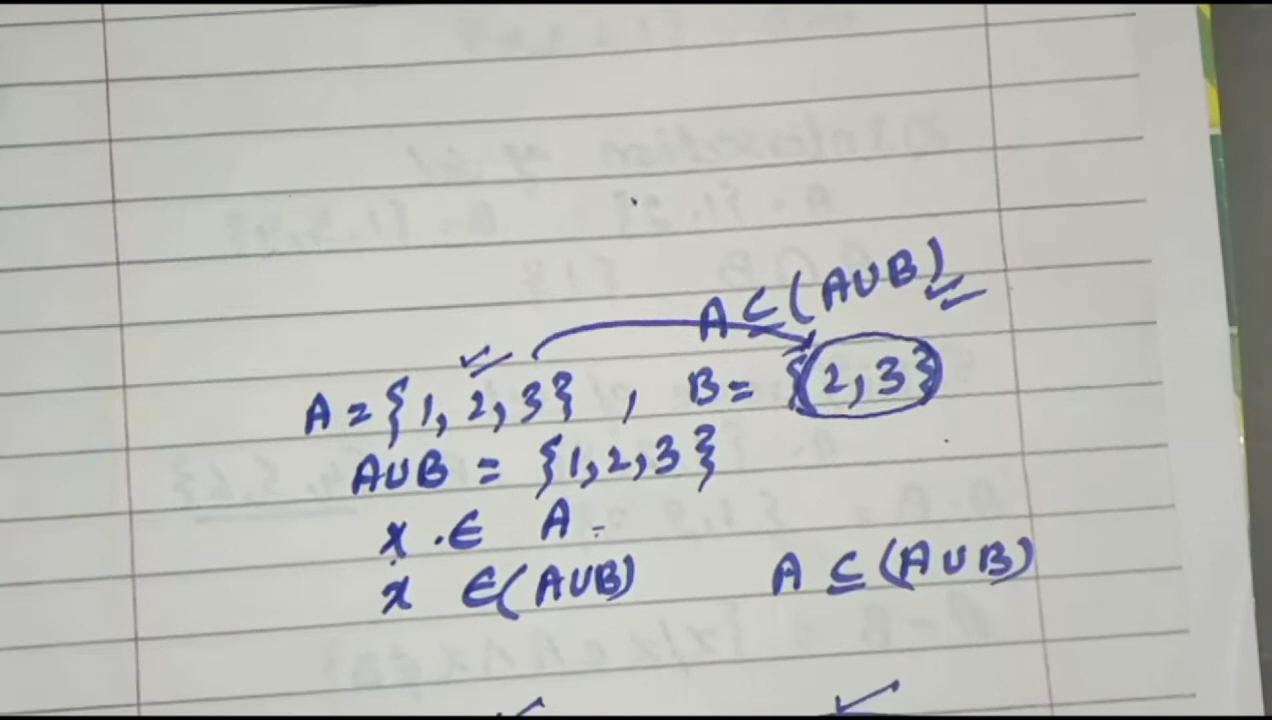 A ⊆ (A∪B)
A = {1, 2, 3} , B = {2, 3}
A∪B = {1, 2, 3}
x ∈ A
x ∈ (A∪B) A ⊆ (A∪B)